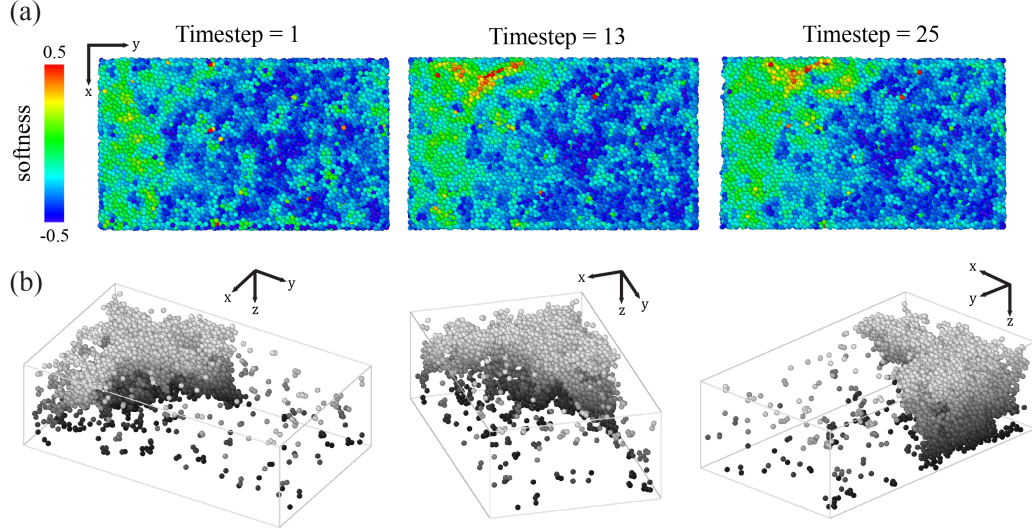 (a)
Timestep = 1
Timestep = 13
Timestep = 25
0.5
y
x
softness
-0.5
(b)
x
y
z
x
y
z
x
y
z